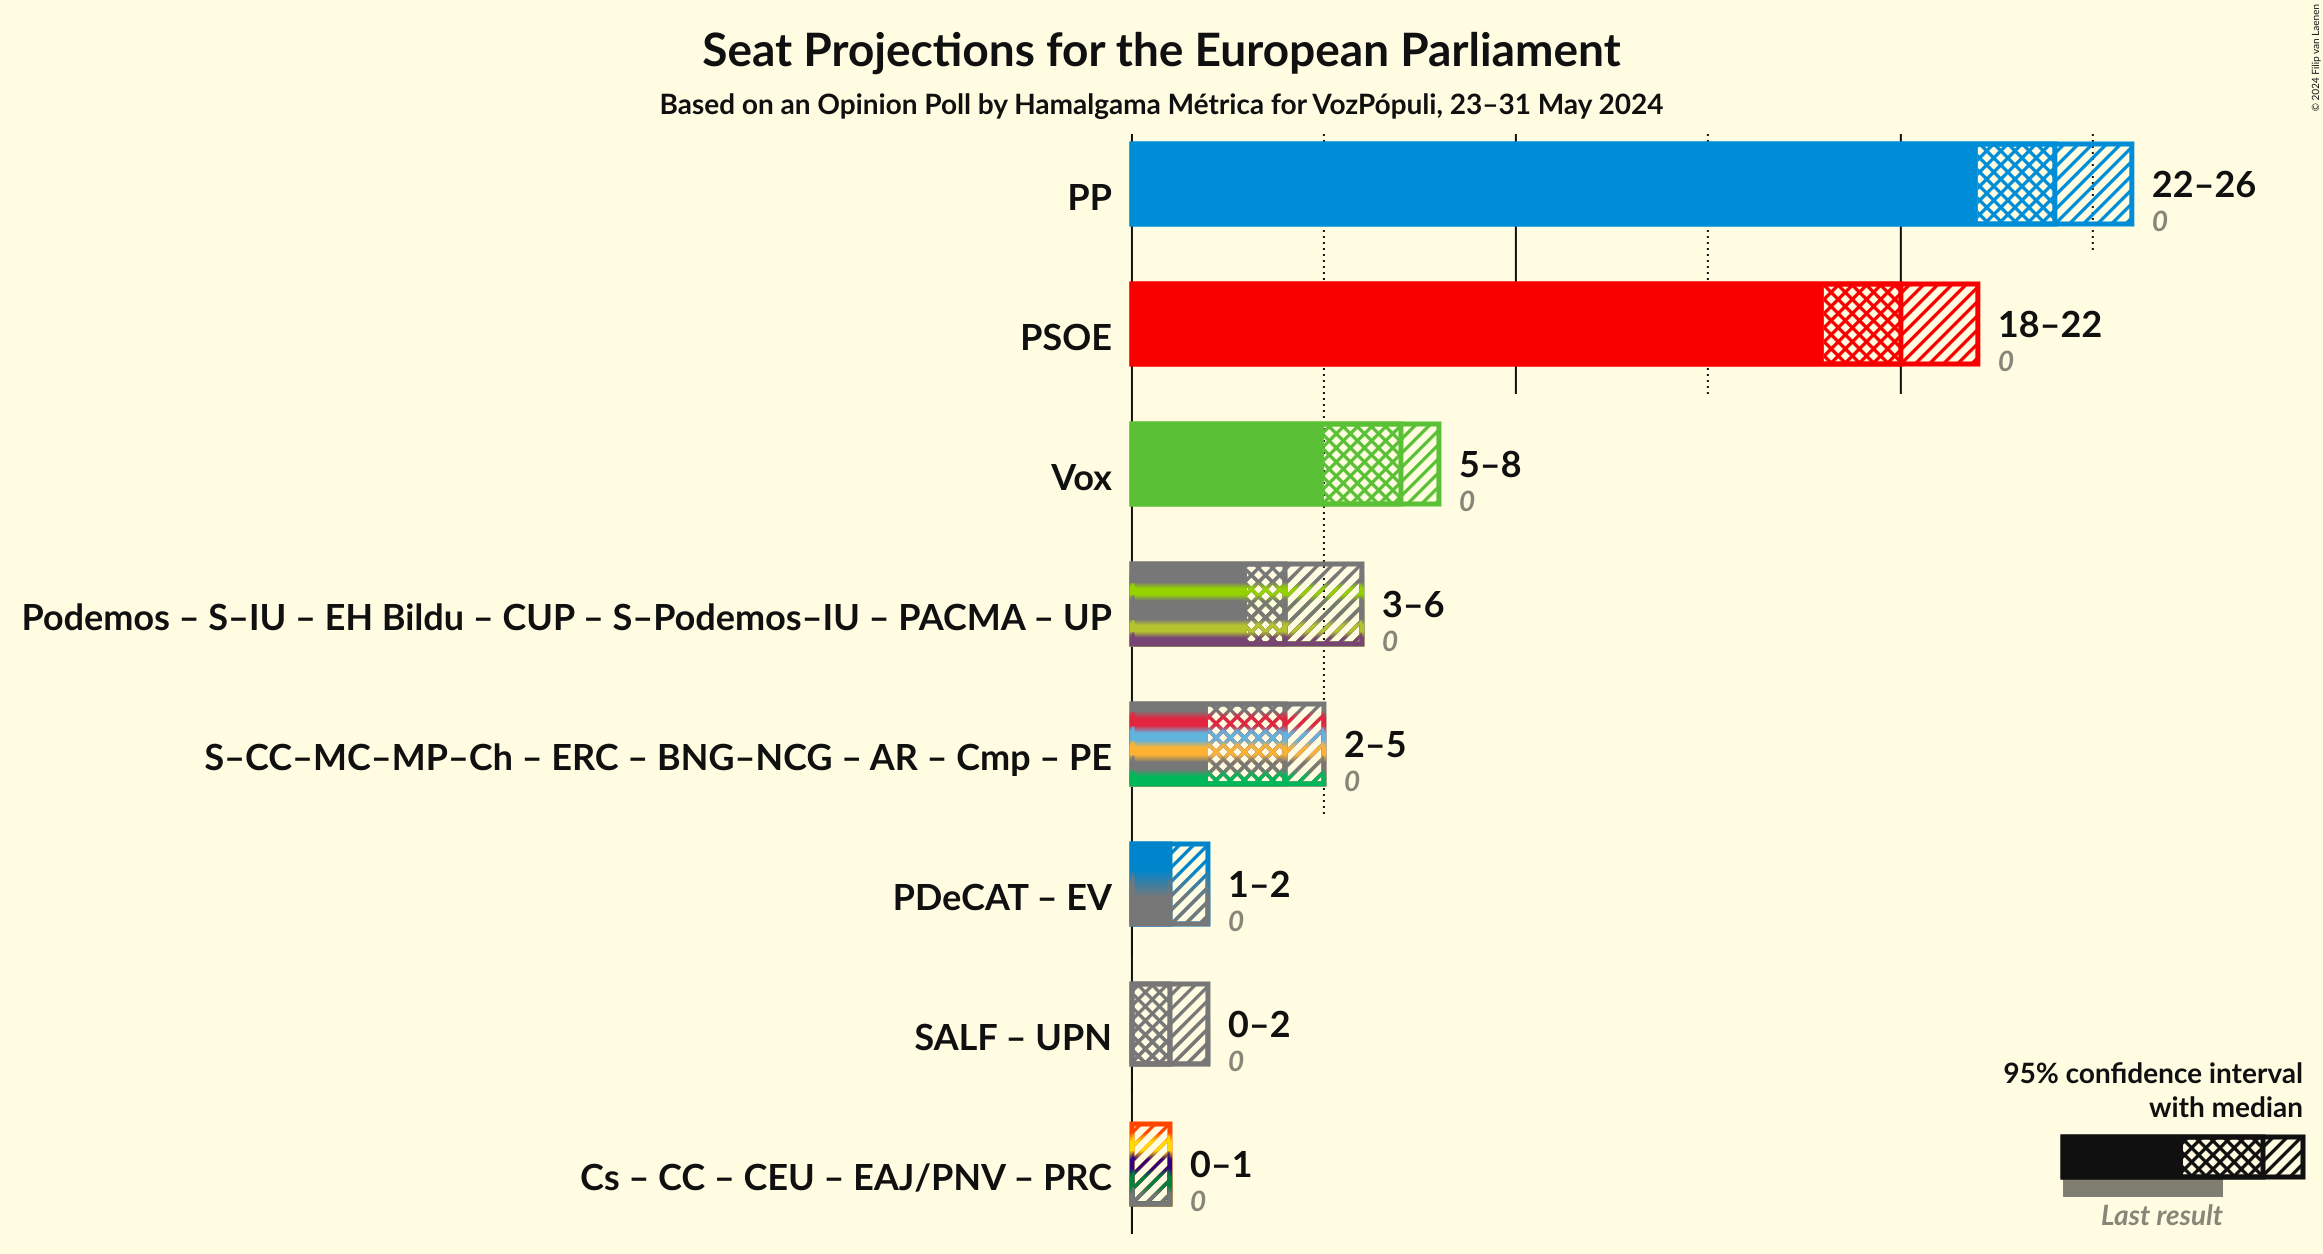 Seat Projections for the European Parliament
Based on an Opinion Poll by Hamalgama Métrica for VozPópuli, 23–31 May 2024
© 2024 Filip van Laenen
PP
22–26
0
PSOE
18–22
0
Vox
5–8
0
Podemos – S–IU – EH Bildu – CUP – S–Podemos–IU – PACMA – UP
3–6
0
S–CC–MC–MP–Ch – ERC – BNG–NCG – AR – Cmp – PE
2–5
0
PDeCAT – EV
1–2
0
SALF – UPN
0–2
0
Cs – CC – CEU – EAJ/PNV – PRC
0–1
0
95% confidence interval
with median
Last result